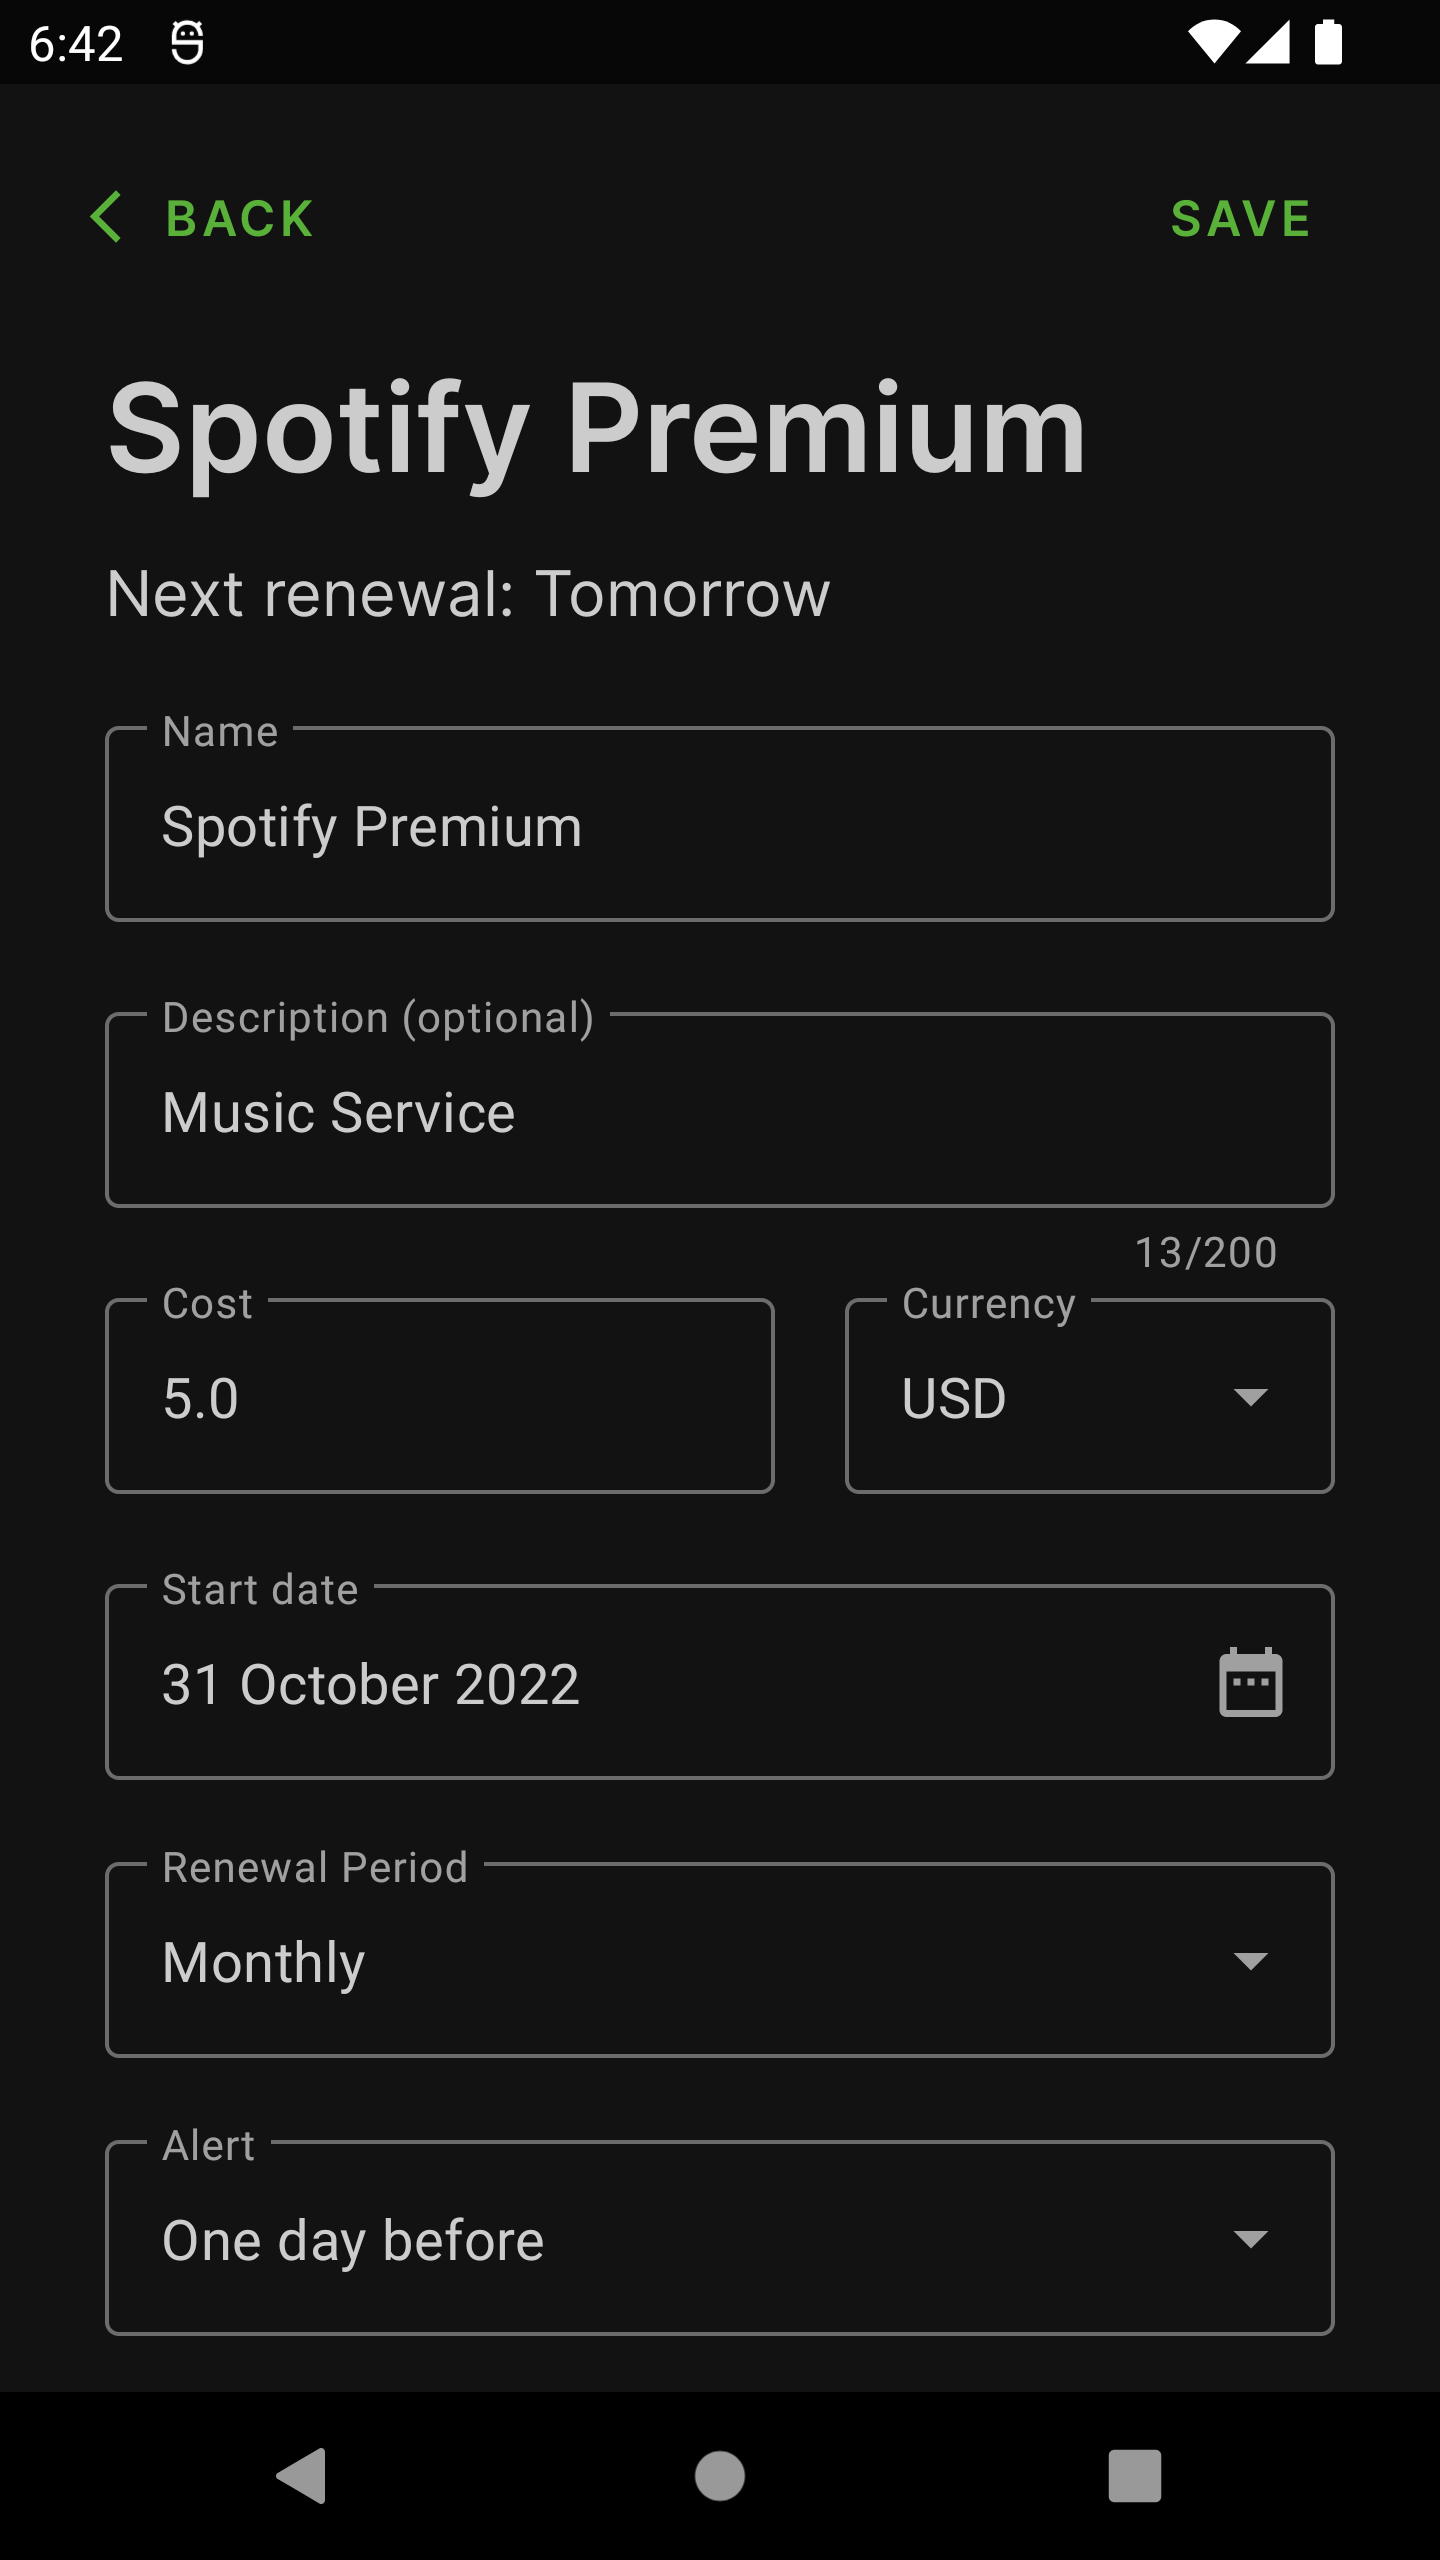 6:42
BACK
SAVE
Spotify Premium
Next renewal: Tomorrow
Name
Spotify Premium
Description (optional)
Music Service
13/200
Cost
5.0
Currency
USD
Start date
31 October 2022
Renewal Period
Monthly
Alert
One day before